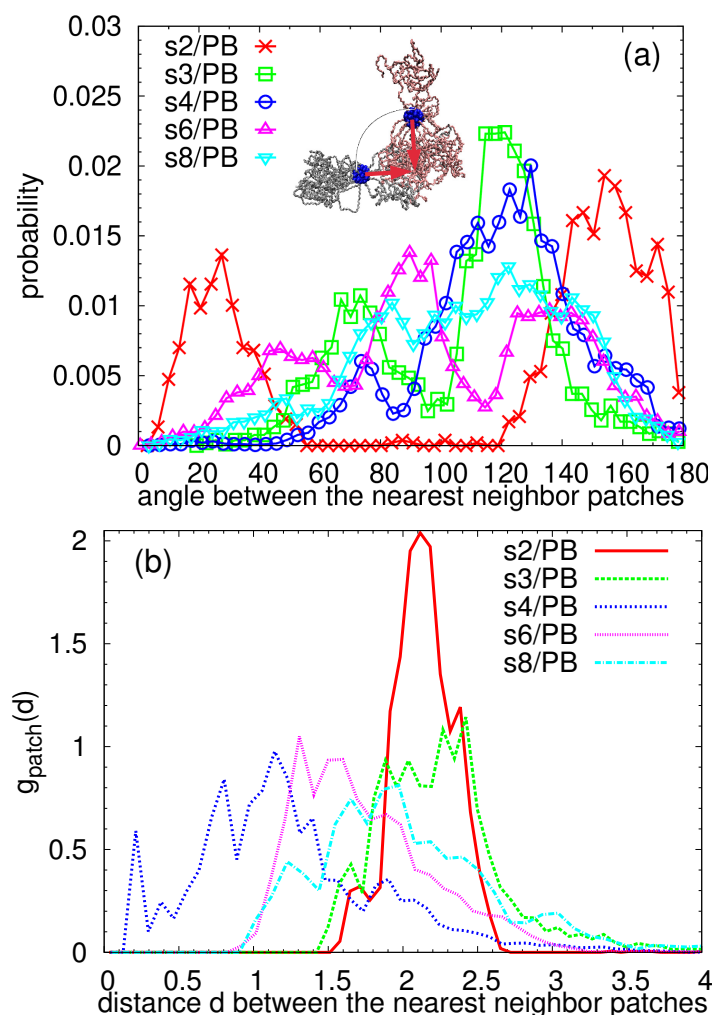 (a)
s2/PB
s3/PB
s4/PB
s6/PB
s8/PB
probability
0.03
0.025
0.02
0.015
0.01
0.005
0
0 20 40 60 80 100 120 140 160 180
angle between the nearest neighbor patches
(b)
s2/PB
s3/PB
s4/PB
s6/PB
s8/PB
g_patch(d)
2
1.5
1
0.5
0
0 0.5 1 1.5 2 2.5 3 3.5 4
distance d between the nearest neighbor patches